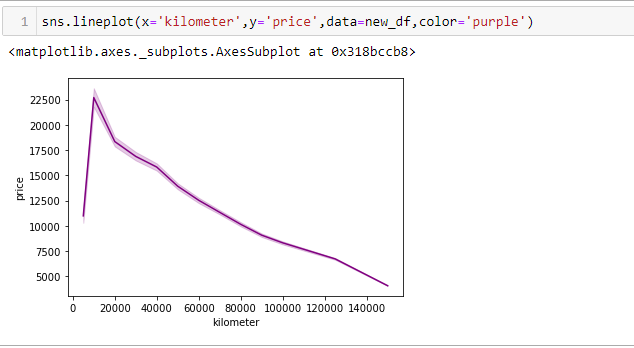 1 sns.lineplot(x='kilometer',y='price',data=new_df,color='purple')
<matplotlib.axes._subplots.AxesSubplot at 0x318bccb8>
22500
20000
17500
15000
12500
10000
7500
5000
price
0 20000 40000 60000 80000 100000 120000 140000
kilometer